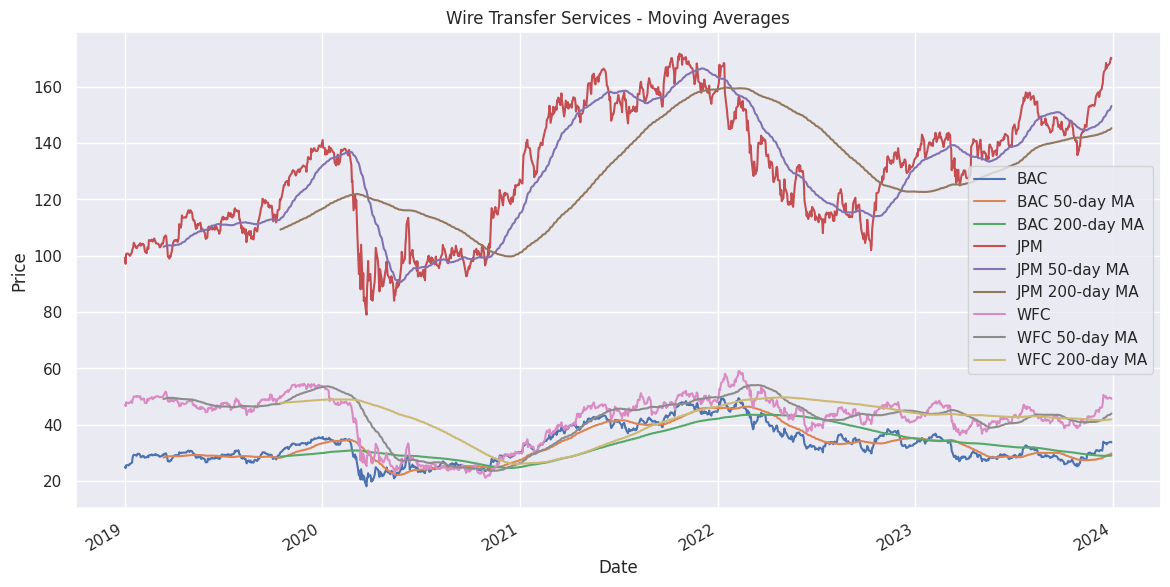 Wire Transfer Services - Moving Averages
Price
160
140
120
100
80
60
40
20
BAC
BAC 50-day MA
BAC 200-day MA
JPM
JPM 50-day MA
JPM 200-day MA
WFC
WFC 50-day MA
WFC 200-day MA
2019
2020
2021
2022
2023
2024
Date